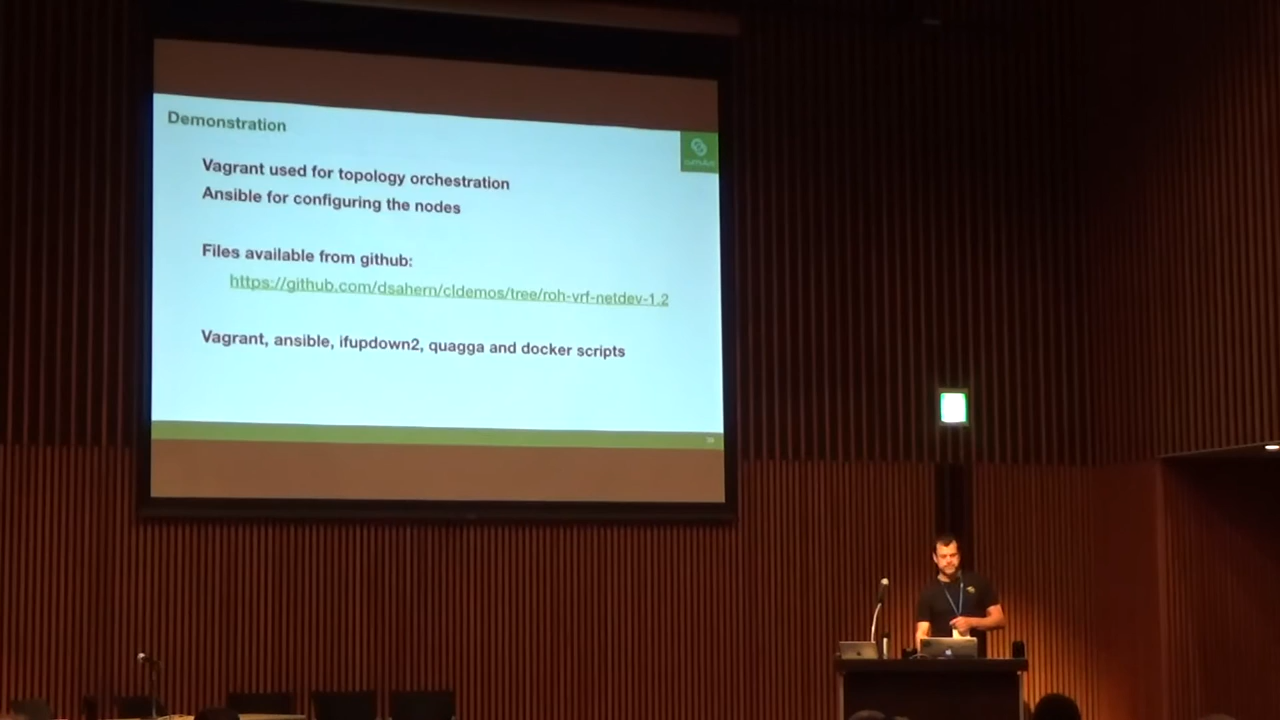 Demonstration
Vagrant used for topology orchestration
Ansible for configuring the nodes
Files available from github:
https://github.com/dsahern/cldemos/tree/roh-vrf-netdev-1.2
Vagrant, ansible, ifupdown2, quagga and docker scripts